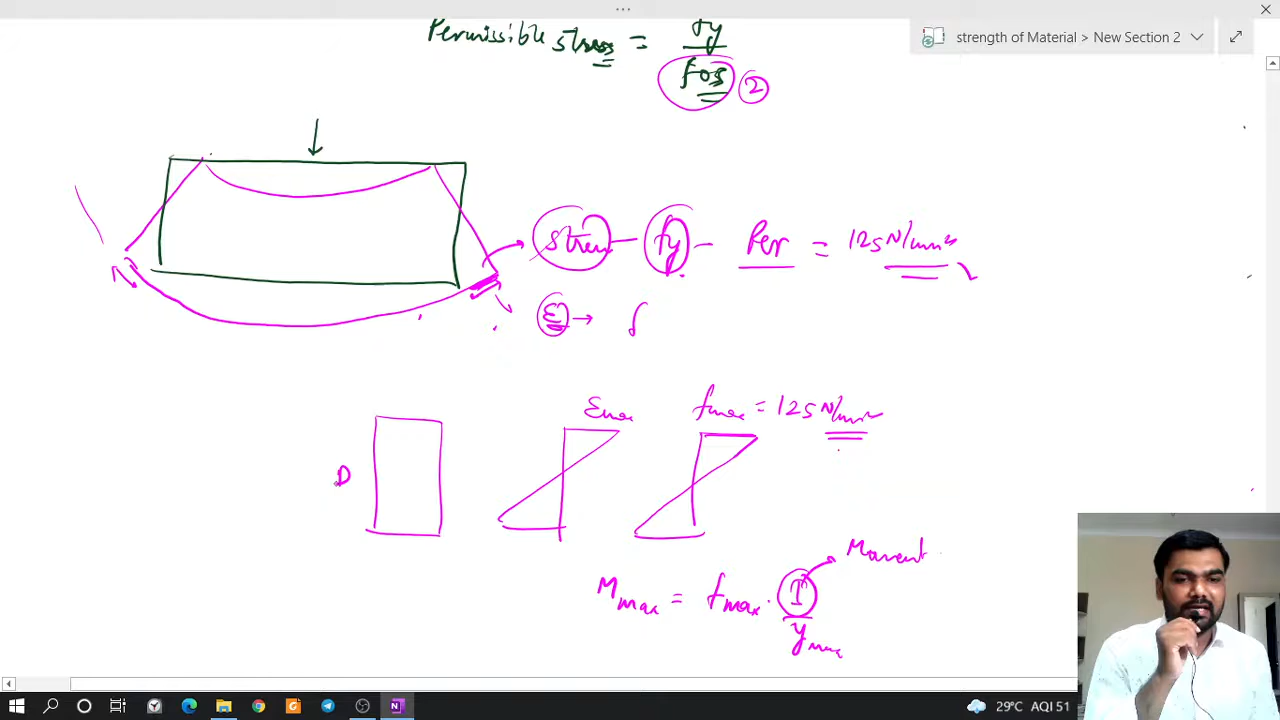 strength of Material > New Section 2
Permissible stress = fy
fos 2
stress - fy - Per = 125 N/mm²
ε → f
εmax fmax = 125 N/mm²
D
Mmax = fmax . I Moment
ymax
29°C AQI 51